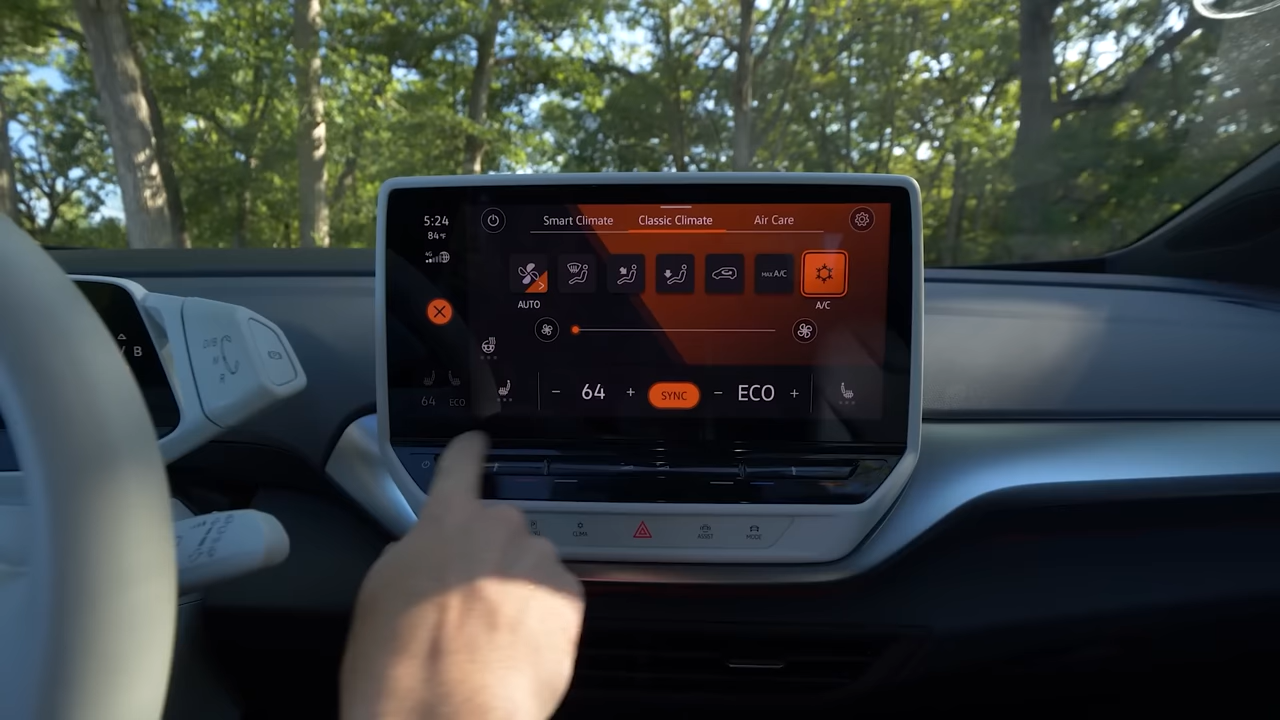 5:24
84°F
4G
Smart Climate Classic Climate Air Care
MAX A/C
AUTO
A/C
- 64 + SYNC - ECO +
64 ECO
B
CLIMA ASSIST MODE